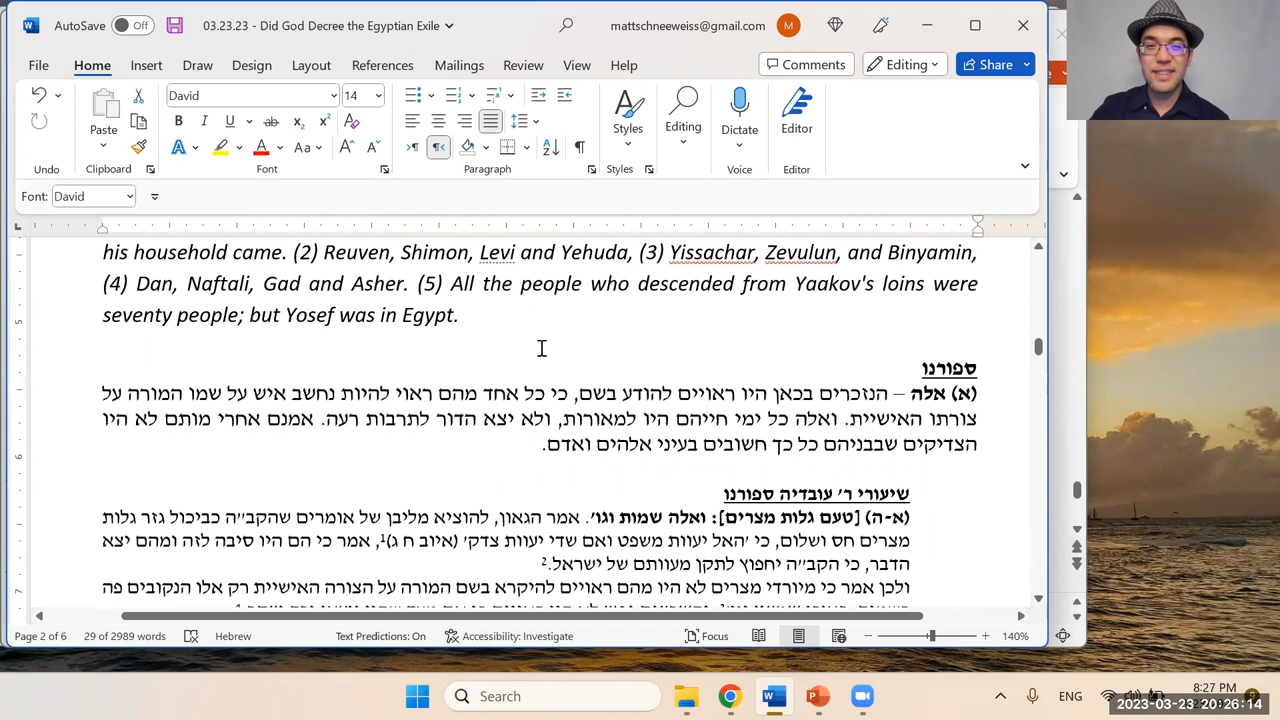 AutoSave Off 03.23.23 - Did God Decree the Egyptian Exile mattschneeweiss@gmail.com M
File Home Insert Draw Design Layout References Mailings Review View Help Comments Editing Share
David 14
Paste Styles Editing Dictate Editor
Undo Clipboard Font Paragraph Styles Voice Editor
Font: David
his household came. (2) Reuven, Shimon, Levi and Yehuda, (3) Yissachar, Zevulun, and Binyamin,
(4) Dan, Naftali, Gad and Asher. (5) All the people who descended from Yaakov's loins were
seventy people; but Yosef was in Egypt.
ספורנו
(א) אלה – הנזכרים בכאן היו ראויים להודע בשם, כי כל אחד מהם ראוי להיות נחשב איש על שמו המורה על
צורתו האישיית. ואלה כל ימי חייהם היו למאורות, ולא יצא הדור לתרבות רעה. אמנם אחרי מותם לא היו
הצדיקים שבבניהם כל כך חשובים בעיני אלהים ואדם.
שיעורי ר׳ עובדיה ספורנו
(א-ה) [טעם גלות מצרים]: ואלה שמות וגו׳. אמר הגאון, להוציא מליבן של אומרים שהקב״ה כביכול גזר גלות
מצרים חס ושלום, כי ׳האל יעוות משפט ואם שדי יעוות צדק׳ (איוב ח ג)1, אמר כי הם היו סיבה לזה ומהם יצא
הדבר, כי הקב״ה יחפוץ לתקן מעוותם של ישראל.2
ולכן אמר כי מיורדי מצרים לא היו מהם ראויים להיקרא בשם המורה על הצורה האישיית רק אלו הנקובים פה
Page 2 of 6 29 of 2989 words Hebrew Text Predictions: On Accessibility: Investigate Focus 140%
Search ENG 8:27 PM
2023-03-23 20:26:14